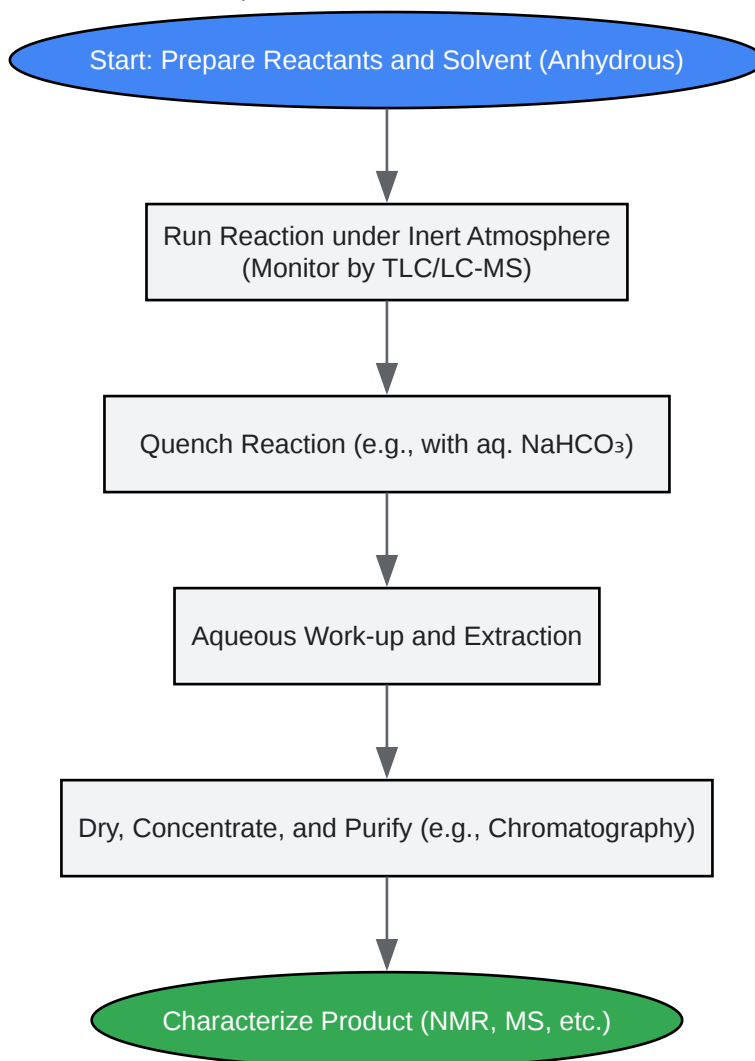 Start: Prepare Reactants and Solvent (Anhydrous)
Run Reaction under Inert Atmosphere
(Monitor by TLC/LC-MS)
Quench Reaction (e.g., with aq. NaHCO₃)
Aqueous Work-up and Extraction
Dry, Concentrate, and Purify (e.g., Chromatography)
Characterize Product (NMR, MS, etc.)